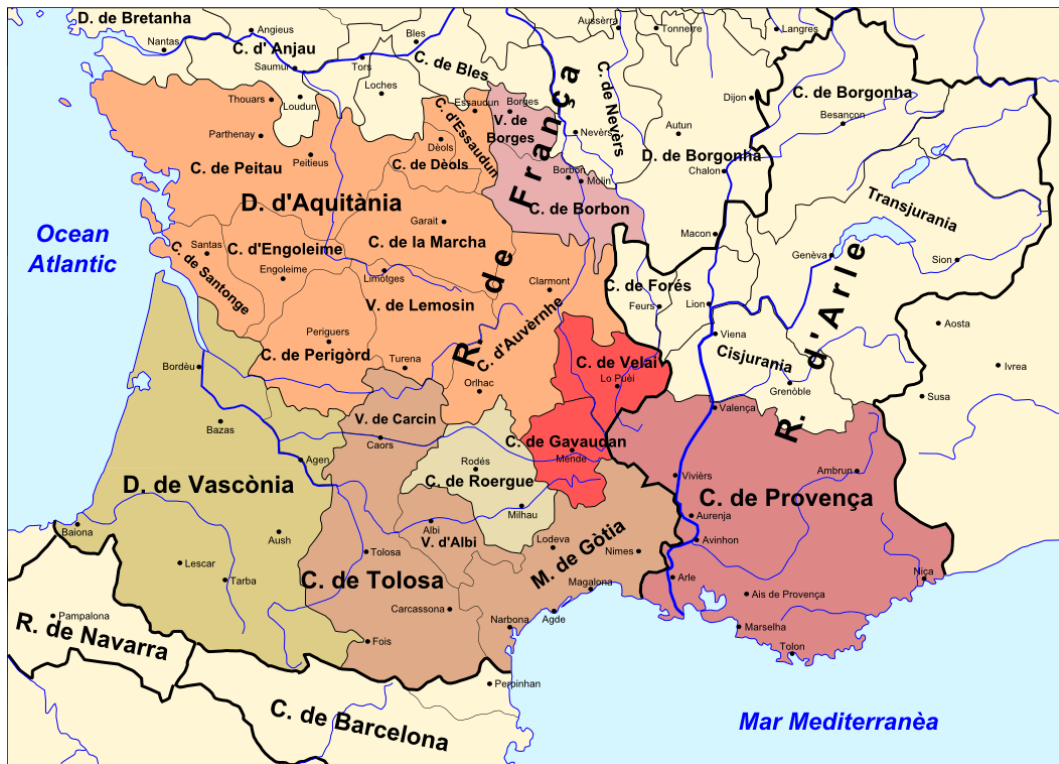 D. de Bretanha
Nantas
Angieus
C. d' Anjau
Saumur
Tors
Bles
C. de Bles
Loches
Loudun
Thouars
Parthenay
Peitieus
C. de Peitau
D. d'Aquitània
Essaudun
C. d'Essaudun
Dèols
C. de Dèols
Borges
V. de
Borges
Aussèrra
Tonneirre
Langres
C. de Nevèrs
Nevèrs
Dijon
Autun
D. de Borgonha
Chalon
C. de Borgonha
Besançon
Borbon
Molin
C. de Borbon
Macon
Transjurania
Genèva
Sion
Ocean
Atlantic
C. de Santonge
Santas
C. d'Engoleime
Engoleime
Garait
C. de la Marcha
Limotges
V. de Lemosin
Clarmont
C. d'Auvèrnhe
R. de França
C. de Forés
Feurs
Lion
Viena
Cisjurania
Grenòble
R. d'Arle
Aosta
Ivrea
Susa
Periguers
C. de Perigòrd
Turena
Orlhac
C. de Velai
Lo Puèi
Valença
Bordèu
Bazas
Agen
D. de Vascònia
V. de Carcin
Caors
Rodés
C. de Roergue
Milhau
C. de Gavaudan
Mende
Vivièrs
Ambrun
C. de Provença
Aurenja
Avinhon
Baiona
Aush
Lescar
Tarba
Albi
V. d'Albi
Tolosa
C. de Tolosa
Lodeva
Nimes
M. de Gòtia
Magalona
Arle
Ais de Provença
Niça
Marselha
Tolon
Carcassona
Narbona
Agde
Fois
Pampalona
R. de Navarra
Perpinhan
C. de Barcelona
Mar Mediterranèa